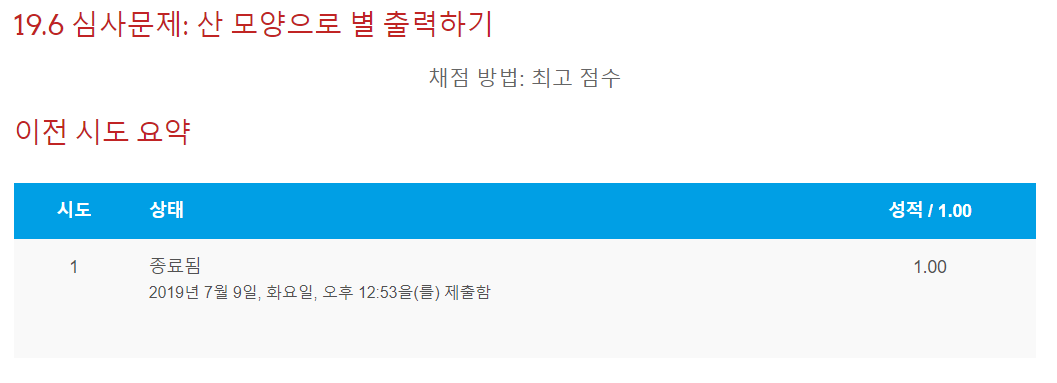 19.6 심사문제: 산 모양으로 별 출력하기
채점 방법: 최고 점수
이전 시도 요약
시도 상태 성적 / 1.00
1 종료됨 1.00
2019년 7월 9일, 화요일, 오후 12:53을(를) 제출함